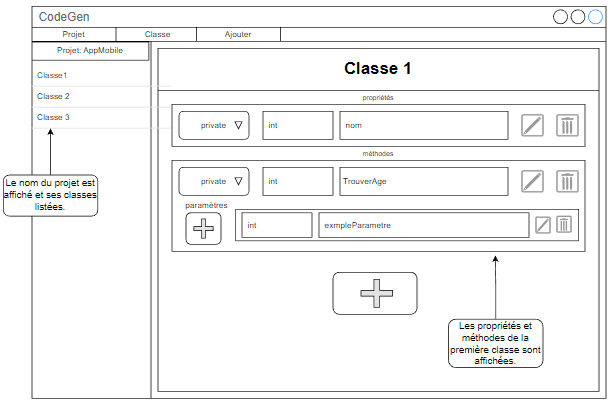 CodeGen
Projet
Classe
Ajouter
Projet: AppMobile
Classe1
Classe 2
Classe 3
Le nom du projet est
affiché et ses classes
listées.
Classe 1
propriétés
private
int
nom
méthodes
private
int
TrouverAge
paramètres
int
exmpleParametre
Les propriétés et
méthodes de la
première classe sont
affichées.